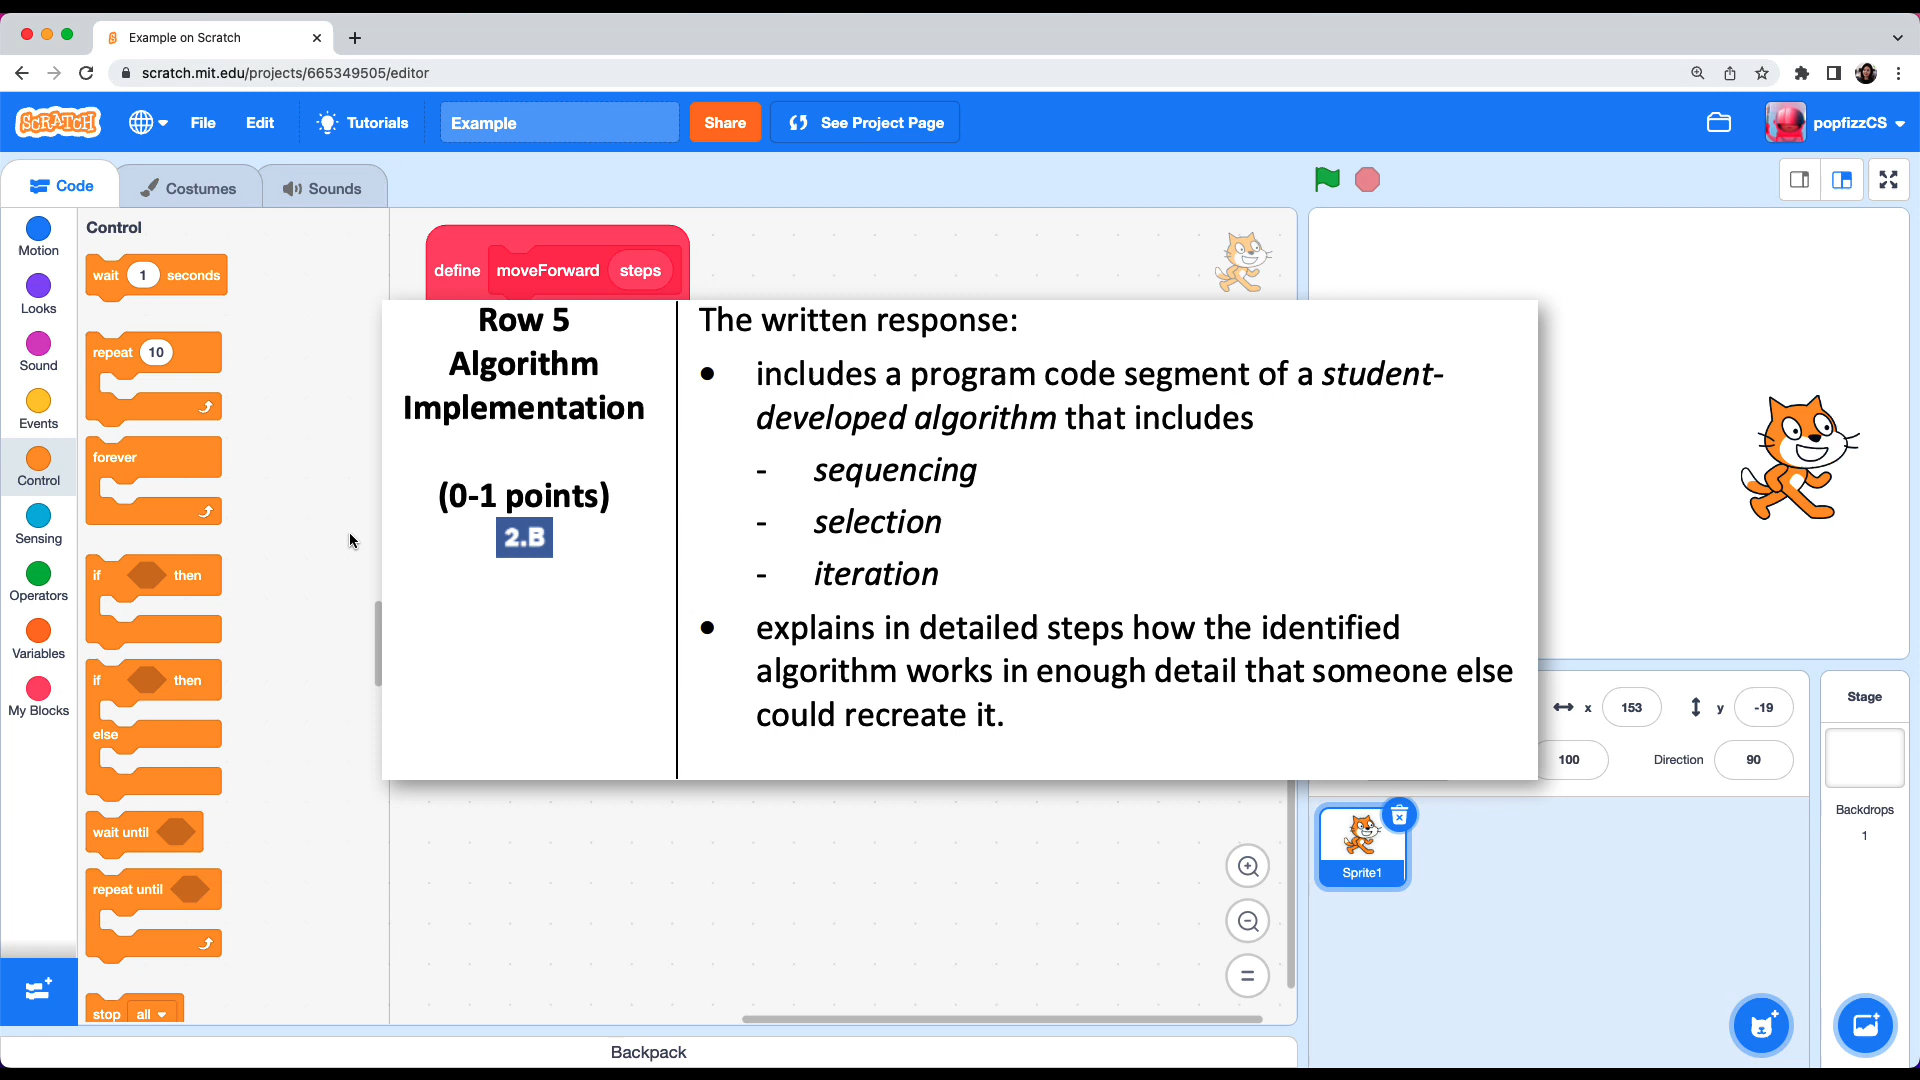 Example on Scratch
scratch.mit.edu/projects/665349505/editor
SCRATCH File Edit Tutorials Example Share See Project Page popfizzCS
Code Costumes Sounds
Motion
Looks
Sound
Events
Control
Sensing
Operators
Variables
My Blocks
Control
wait 1 seconds
repeat 10
forever
if then
if then
else
wait until
repeat until
stop all
define moveForward steps
Row 5
Algorithm
Implementation
(0-1 points)
2.B
The written response:
• includes a program code segment of a student-
developed algorithm that includes
- sequencing
- selection
- iteration
• explains in detailed steps how the identified
algorithm works in enough detail that someone else
could recreate it.
x 153 y -19
100 Direction 90
Sprite1
Stage
Backdrops
1
Backpack